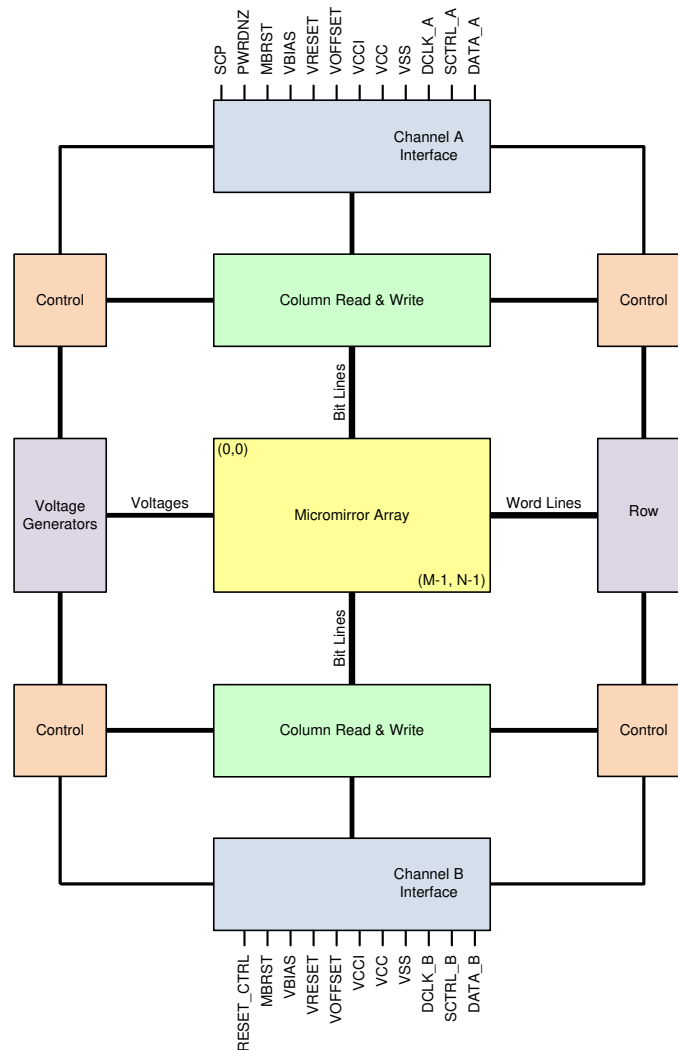 SCP
PWRDNZ
MBRST
VBIAS
VRESET
VOFFSET
VCCI
VCC
VSS
DCLK_A
SCTRL_A
DATA_A
Channel A
Interface
Control
Column Read & Write
Control
Bit Lines
(0,0)
Voltage
Generators
Voltages
Micromirror Array
Word Lines
Row
(M-1, N-1)
Bit Lines
Control
Column Read & Write
Control
Channel B
Interface
RESET_CTRL
MBRST
VBIAS
VRESET
VOFFSET
VCCI
VCC
VSS
DCLK_B
SCTRL_B
DATA_B